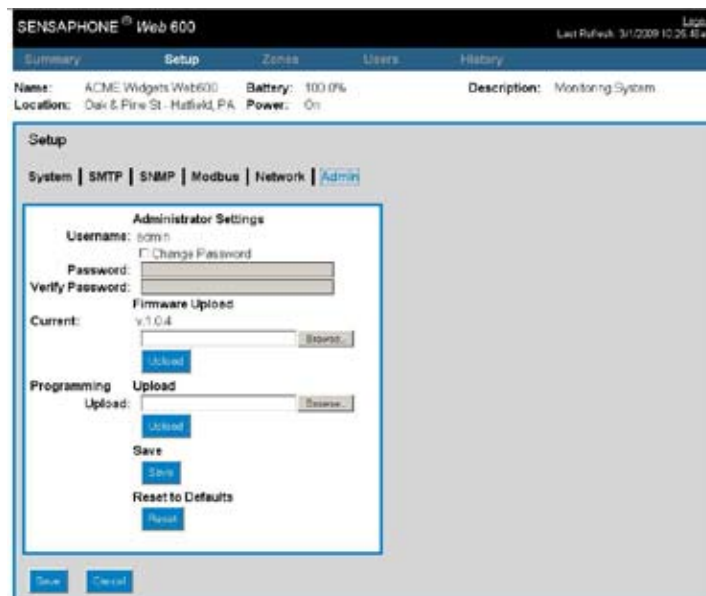 SENSAPHONE® Web 600
Logout
Last Refresh: 3/1/2009 10:26:48am
Summary Setup Zones Users History
Name: ACME Widgets Web600 Battery: 100.0% Description: Monitoring System
Location: Oak & Pine St - Hatfield, PA Power: On
Setup
System | SMTP | SNMP | Modbus | Network | Admin
Administrator Settings
Username: admin
Change Password
Password:
Verify Password:
Firmware Upload
Current: v.1.0.4
Browse...
Upload
Programming Upload
Upload: Browse...
Upload
Save
Save
Reset to Defaults
Reset
Save Cancel